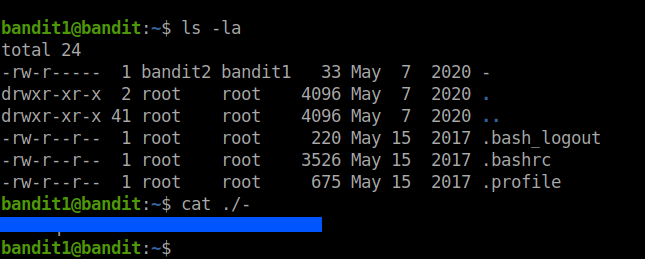 bandit1@bandit:~$ ls -la
total 24
-rw-r----- 1 bandit2 bandit1 33 May 7 2020 -
drwxr-xr-x 2 root root 4096 May 7 2020 .
drwxr-xr-x 41 root root 4096 May 7 2020 ..
-rw-r--r-- 1 root root 220 May 15 2017 .bash_logout
-rw-r--r-- 1 root root 3526 May 15 2017 .bashrc
-rw-r--r-- 1 root root 675 May 15 2017 .profile
bandit1@bandit:~$ cat ./-
bandit1@bandit:~$